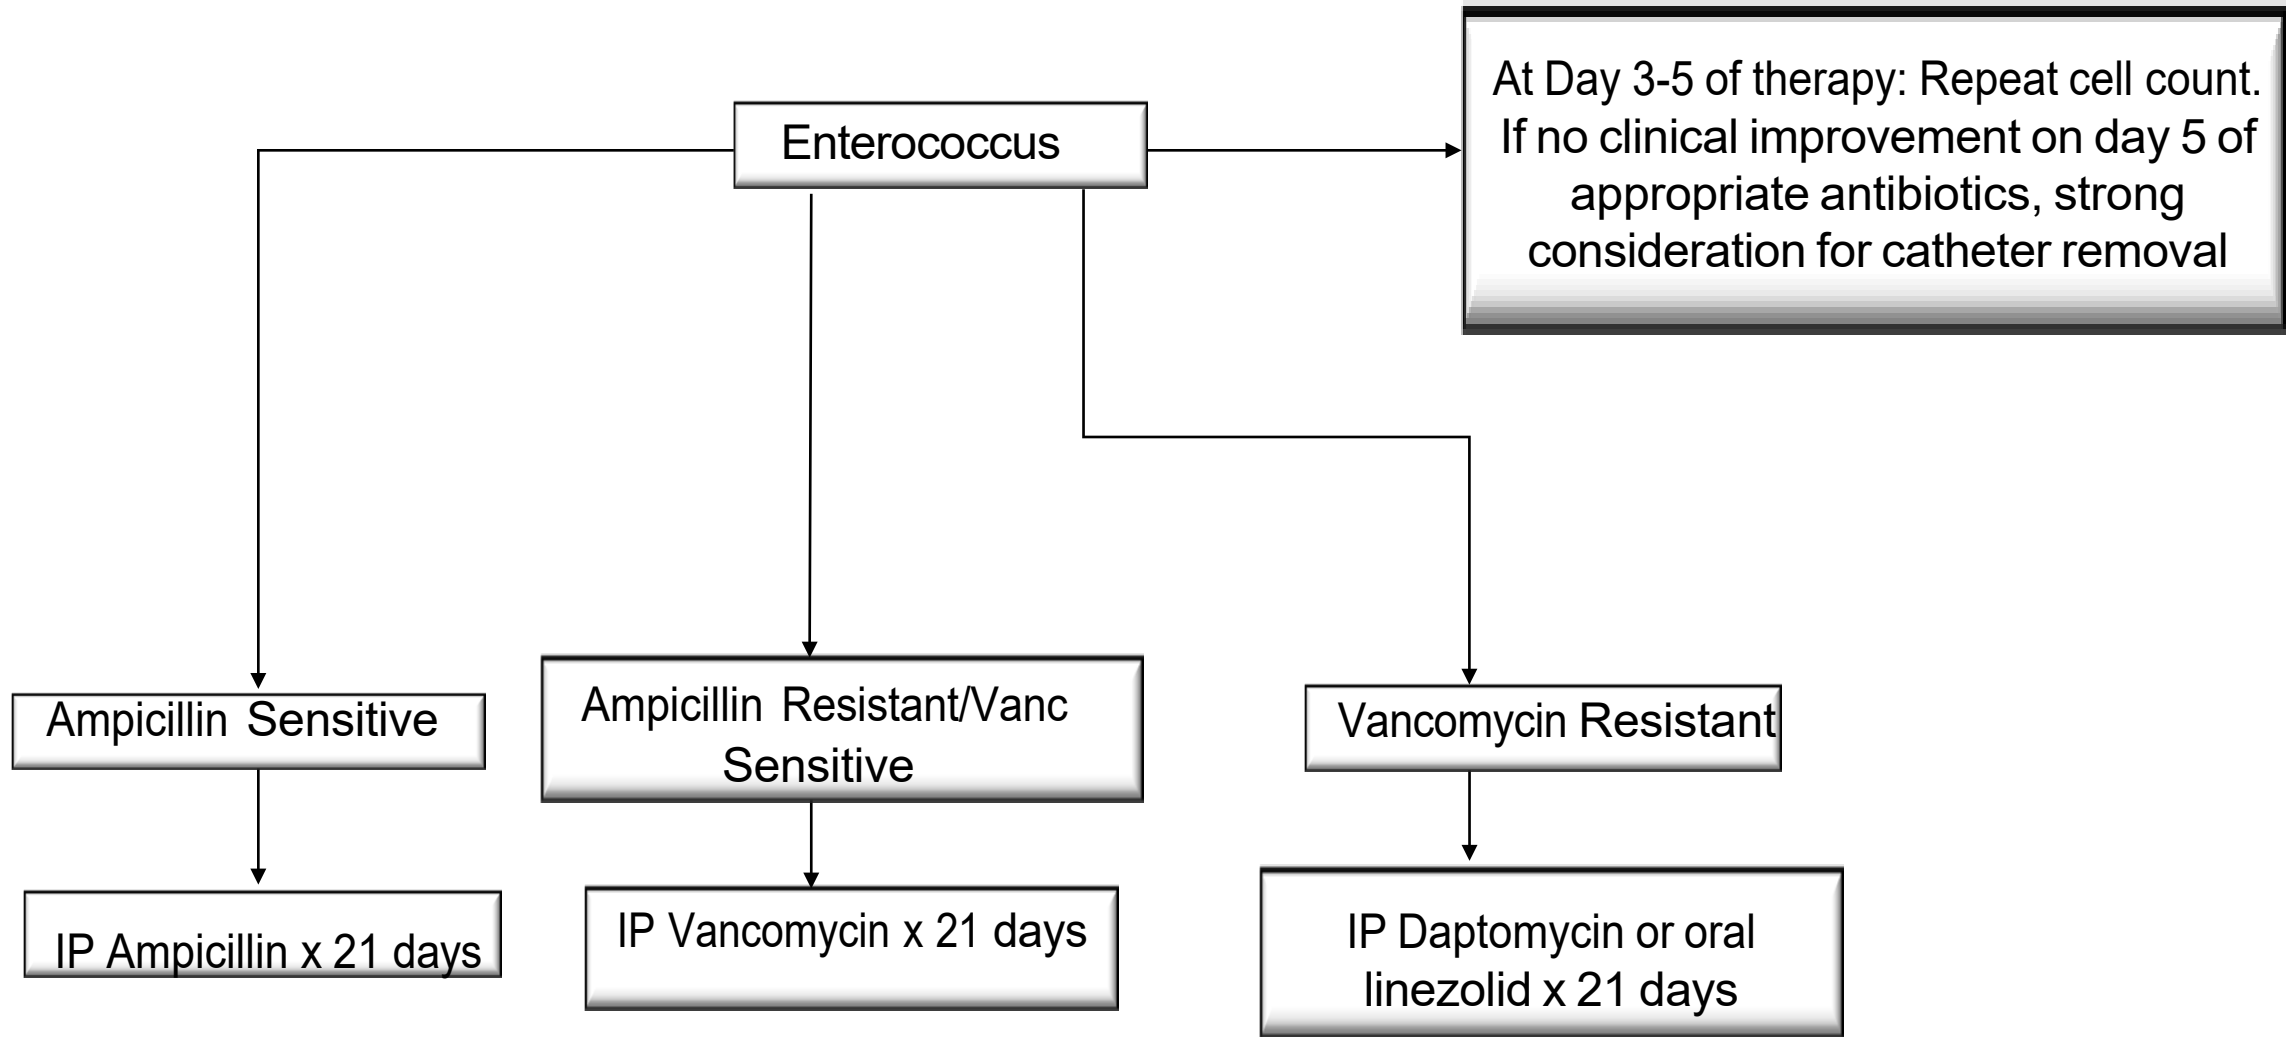 Enterococcus
At Day 3-5 of therapy: Repeat cell count.
If no clinical improvement on day 5 of
appropriate antibiotics, strong
consideration for catheter removal
Ampicillin Sensitive
Ampicillin Resistant/Vanc
Sensitive
Vancomycin Resistant
IP Ampicillin x 21 days
IP Vancomycin x 21 days
IP Daptomycin or oral
linezolid x 21 days